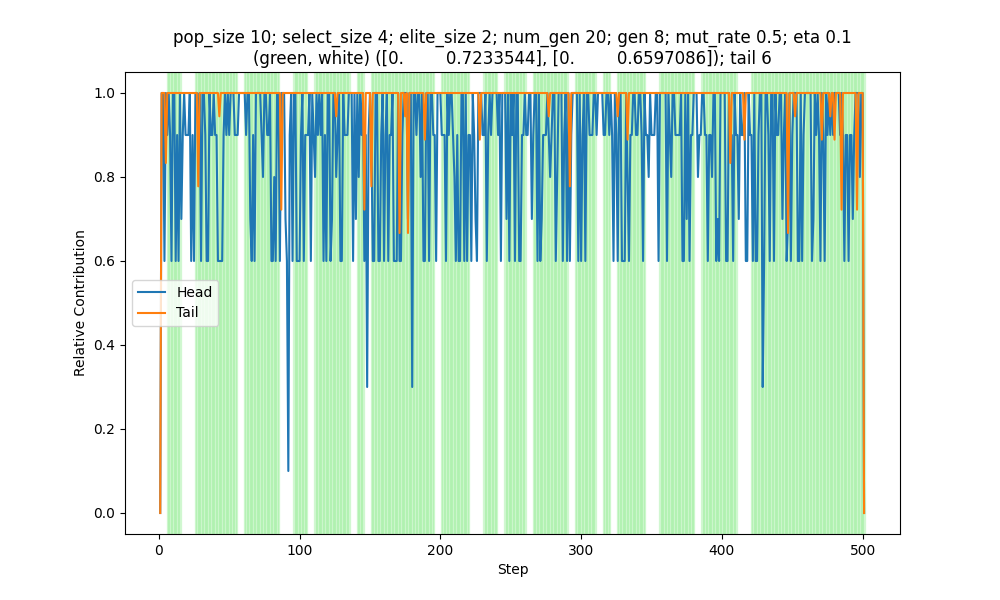 pop_size 10; select_size 4; elite_size 2; num_gen 20; gen 8; mut_rate 0.5; eta 0.1
(green, white) ([0.         0.7233544], [0.         0.6597086]); tail 6
1.0
0.8
0.6
0.4
0.2
0.0
Relative Contribution
Head
Tail
0
100
200
300
400
500
Step